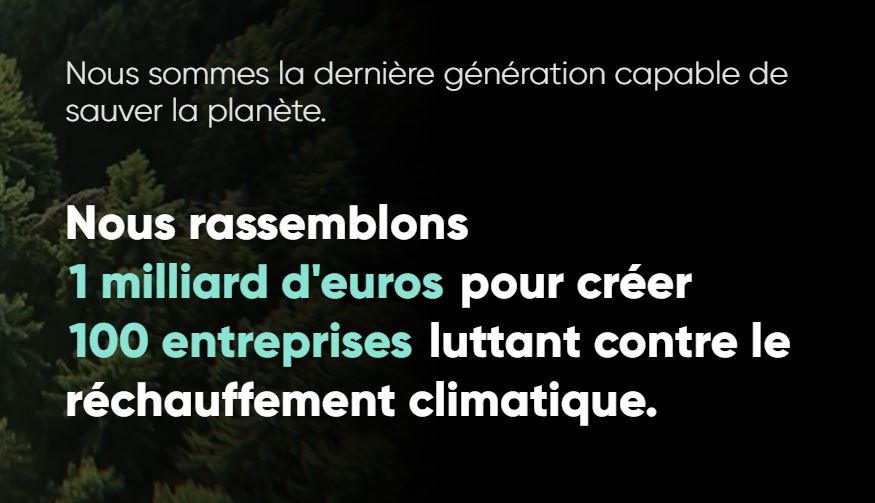 Nous sommes la dernière génération capable de
sauver la planète.
Nous rassemblons
1 milliard d'euros pour créer
100 entreprises luttant contre le
réchauffement climatique.